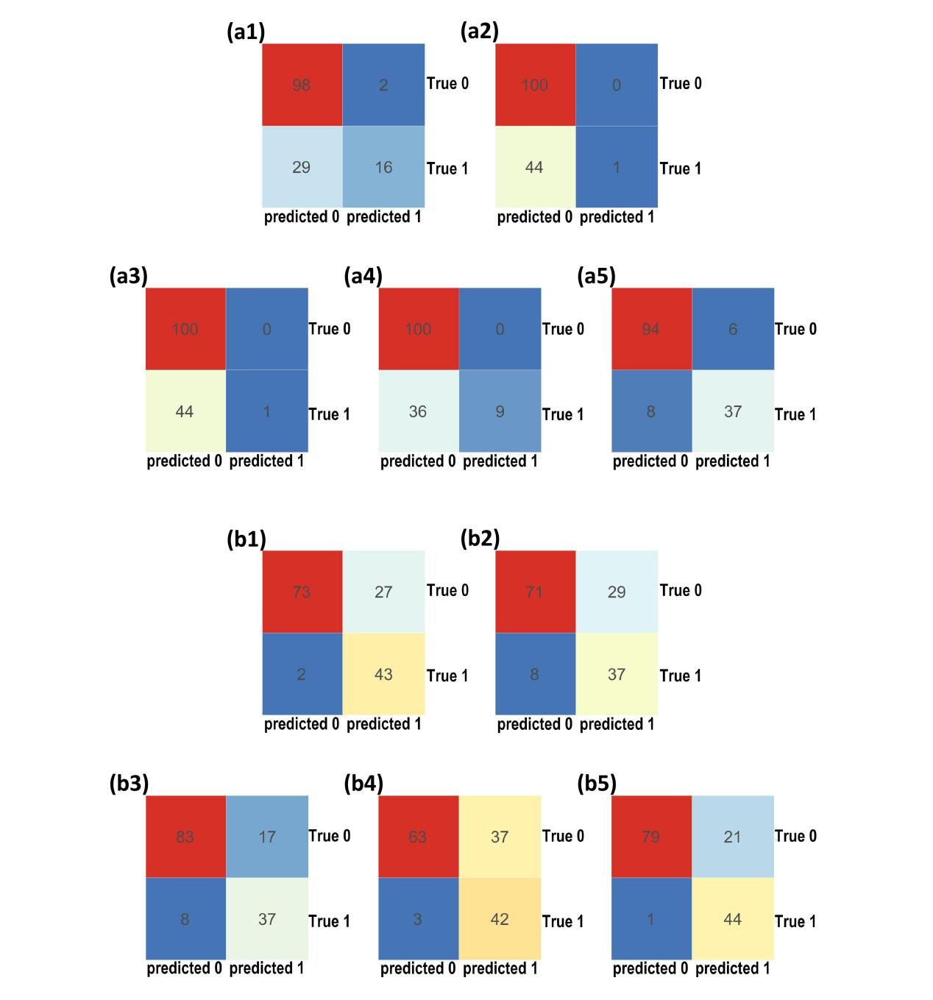 (a1) (a2)
98 2 True 0 100 0 True 0
29 16 True 1 44 1 True 1
predicted 0 predicted 1 predicted 0 predicted 1
(a3) (a4) (a5)
100 0 True 0 100 0 True 0 94 6 True 0
44 1 True 1 36 9 True 1 8 37 True 1
predicted 0 predicted 1 predicted 0 predicted 1 predicted 0 predicted 1
(b1) (b2)
73 27 True 0 71 29 True 0
2 43 True 1 8 37 True 1
predicted 0 predicted 1 predicted 0 predicted 1
(b3) (b4) (b5)
83 17 True 0 63 37 True 0 79 21 True 0
8 37 True 1 3 42 True 1 1 44 True 1
predicted 0 predicted 1 predicted 0 predicted 1 predicted 0 predicted 1